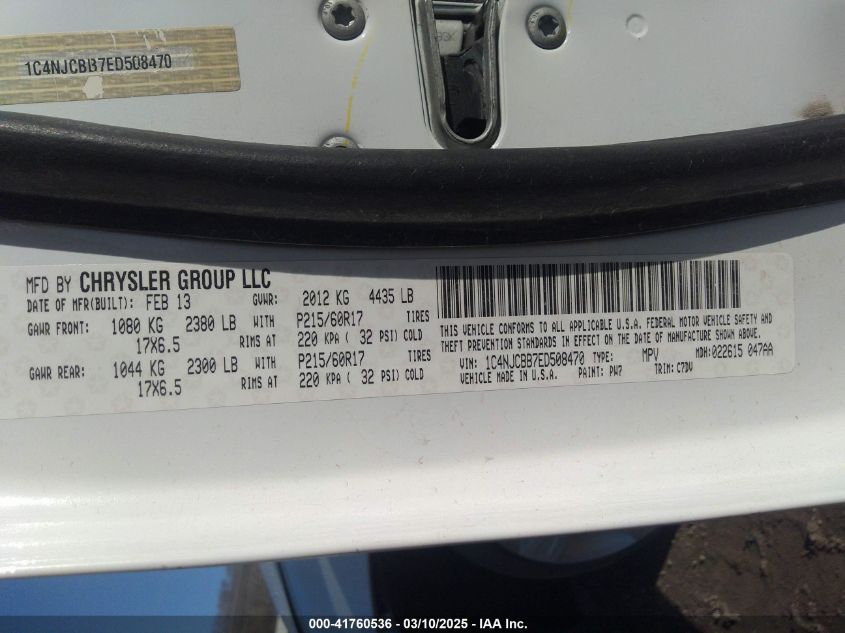 1C4NJCBB7ED508470
MFD BY CHRYSLER GROUP LLC
DATE OF MFR(BUILT): FEB 13 GVWR: 2012 KG 4435 LB
GAWR FRONT: 1080 KG 2380 LB WITH P215/60R17 TIRES
17X6.5 RIMS AT 220 KPA ( 32 PSI) COLD
GAWR REAR: 1044 KG 2300 LB WITH P215/60R17 TIRES
17X6.5 RIMS AT 220 KPA ( 32 PSI) COLD
THIS VEHICLE CONFORMS TO ALL APPLICABLE U.S.A. FEDERAL MOTOR VEHICLE SAFETY AND
THEFT PREVENTION STANDARDS IN EFFECT ON THE DATE OF MANUFACTURE SHOWN ABOVE.
VIN: 1C4NJCBB7ED508470 TYPE: MPV MDH: 022615 047AA
VEHICLE MADE IN U.S.A. PAINT: PW7 TRIM: C7DV
000-41760536 - 03/10/2025 - IAA Inc.